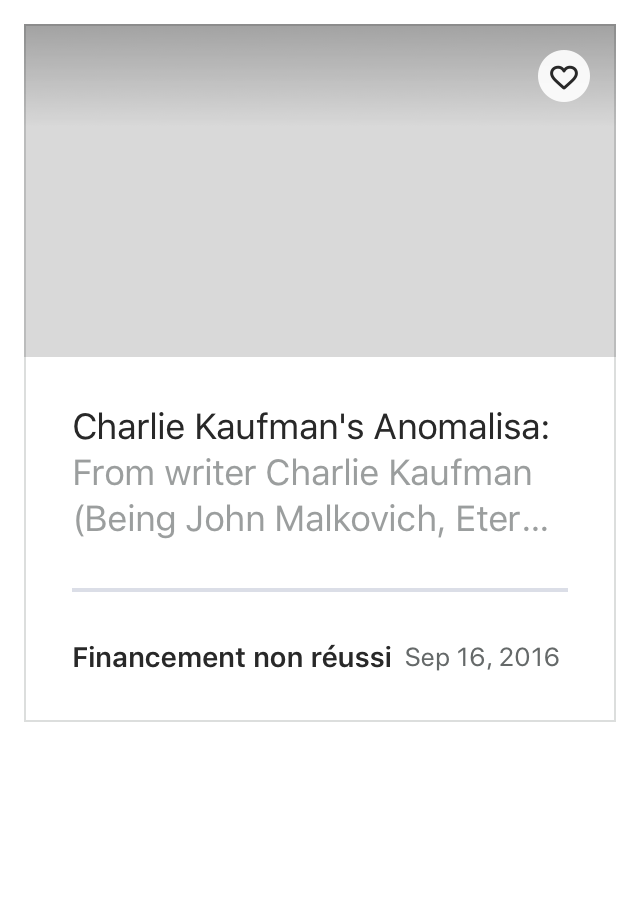 Charlie Kaufman's Anomalisa:
From writer Charlie Kaufman
(Being John Malkovich, Eter…
Financement non réussi Sep 16, 2016